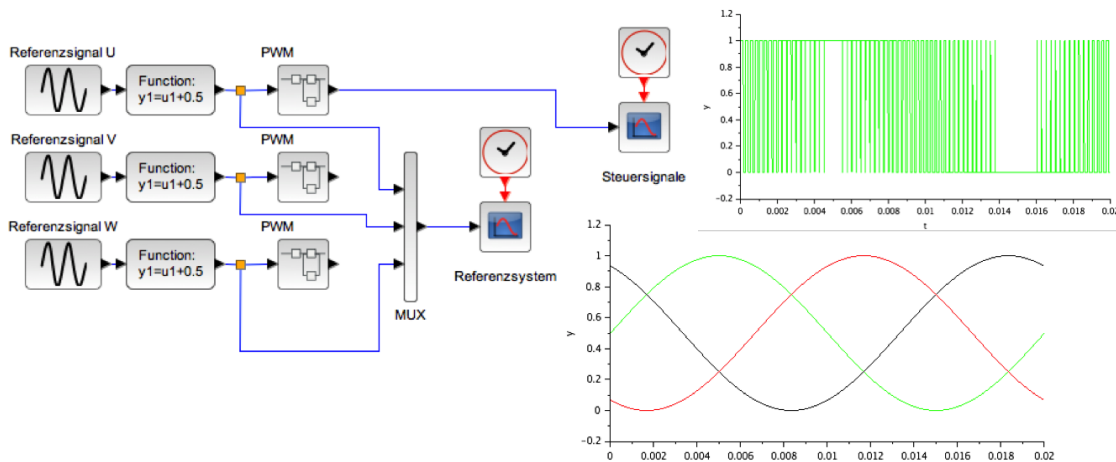 Referenzsignal U
Function:
y1=u1+0.5
PWM
Referenzsignal V
Function:
y1=u1+0.5
PWM
Referenzsignal W
Function:
y1=u1+0.5
PWM
MUX
Referenzsystem
Steuersignale
1.2
1
0.8
0.6
0.4
0.2
0
-0.2
y
0 0.002 0.004 0.006 0.008 0.01 0.012 0.014 0.016 0.018 0.02
t
1.2
1
0.8
0.6
0.4
0.2
0
-0.2
y
0 0.002 0.004 0.006 0.008 0.01 0.012 0.014 0.016 0.018 0.02